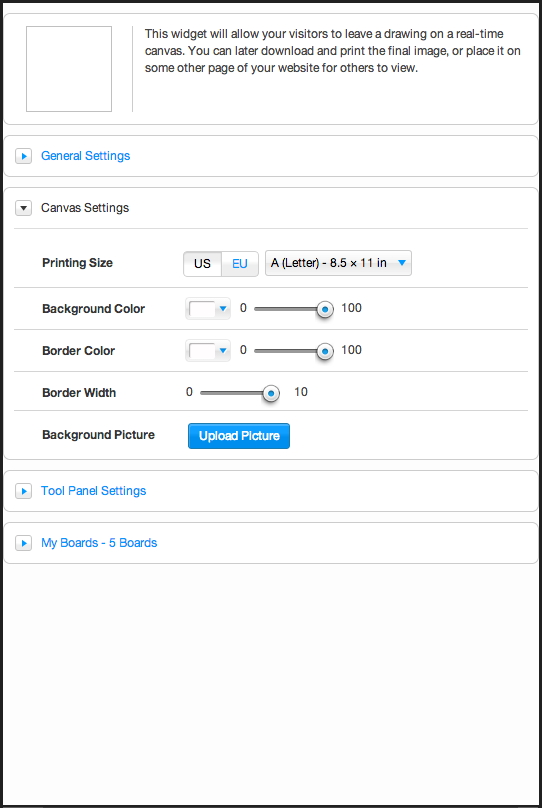 This widget will allow your visitors to leave a drawing on a real-time
canvas. You can later download and print the final image, or place it on
some other page of your website for others to view.
General Settings
Canvas Settings
Printing Size US EU A (Letter) - 8.5 × 11 in
Background Color 0 100
Border Color 0 100
Border Width 0 10
Background Picture Upload Picture
Tool Panel Settings
My Boards - 5 Boards